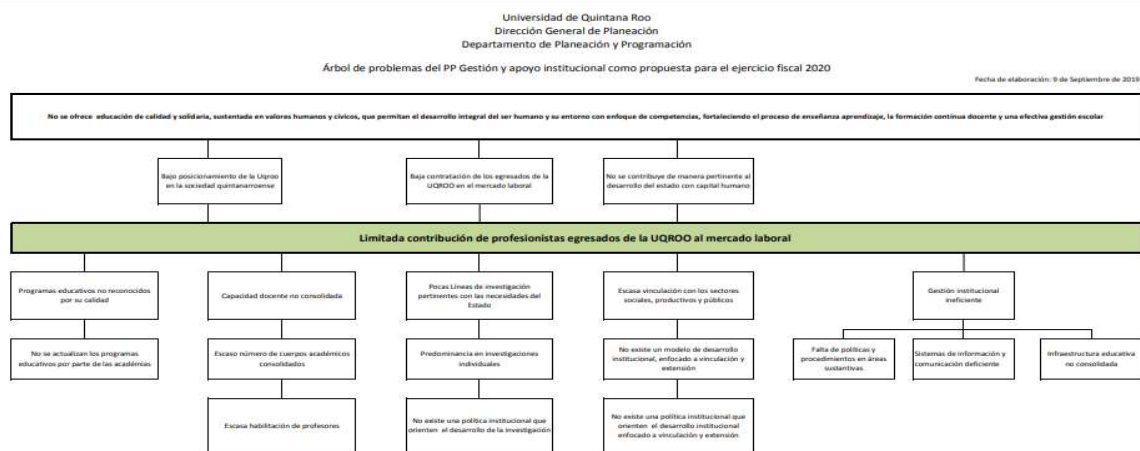 Universidad de Quintana Roo
Dirección General de Planeación
Departamento de Planeación y Programación
Árbol de problemas del PP Gestión y apoyo institucional como propuesta para el ejercicio fiscal 2020
Fecha de elaboración: 9 de Septiembre de 2019
No se ofrece educación de calidad y solidaria, sustentada en valores humanos y cívicos, que permitan el desarrollo integral del ser humano y su entorno con enfoque de competencias, fortaleciendo el proceso de enseñanza aprendizaje, la formación continua docente y una efectiva gestión escolar
Bajo posicionamiento de la Uqroo
en la sociedad quintanarroense
Baja contratación de los egresados de la
UQROO en el mercado laboral
No se contribuye de manera pertinente al
desarrollo del estado con capital humano
Limitada contribución de profesionistas egresados de la UQROO al mercado laboral
Programas educativos no reconocidos
por su calidad
Capacidad docente no consolidada
Pocas Líneas de investigación
pertinentes con las necesidades del
Estado
Escasa vinculación con los sectores
sociales, productivos y públicos
Gestión institucional
ineficiente
No se actualizan los programas
educativos por parte de las académias
Escaso número de cuerpos académicos
consolidados
Predominancia en investigaciones
individuales
No existe un modelo de desarrollo
institucional, enfocado a vinculación y
extensión
Falta de políticas y
procedimientos en áreas
sustantivas.
Sistemas de información y
comunicación deficiente
Infraestructura educativa
no consolidada
Escasa habilitación de profesores
No existe una política institucional que
orienten el desarrollo de la investigación
No existe una política institucional que
orienten el desarrollo institucional
enfocado a vinculación y extensión